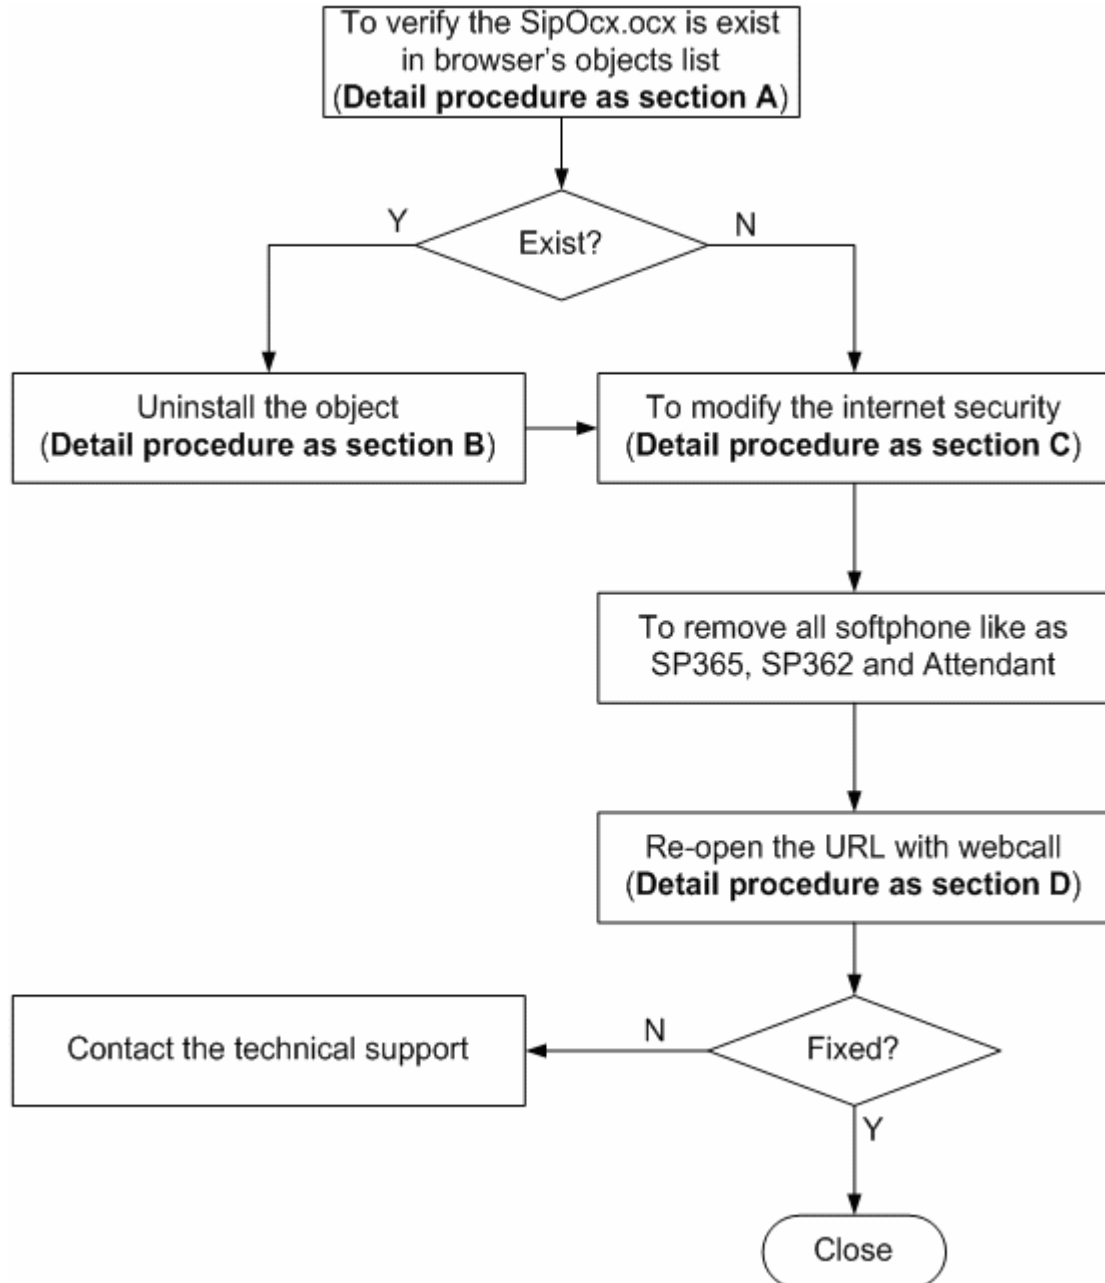 To verify the SipOcx.ocx is exist
in browser's objects list
(Detail procedure as section A)
Y
N
Exist?
Uninstall the object
(Detail procedure as section B)
To modify the internet security
(Detail procedure as section C)
To remove all softphone like as
SP365, SP362 and Attendant
Re-open the URL with webcall
(Detail procedure as section D)
Contact the technical support
N
Fixed?
Y
Close